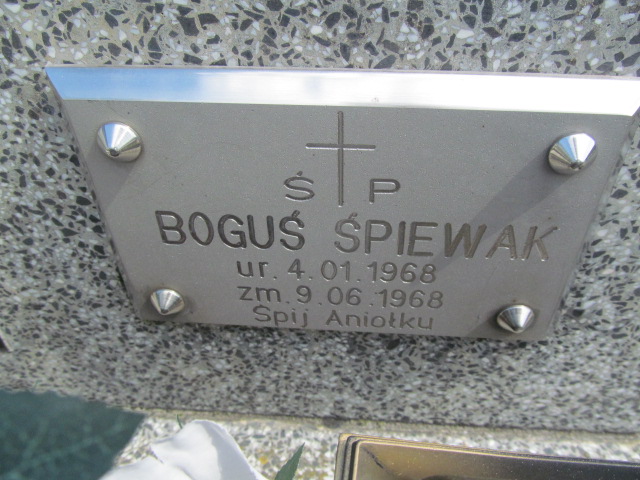 Ś P
BOGUŚ ŚPIEWAK
ur. 4.01.1968
zm. 9.06.1968
Śpij Aniołku